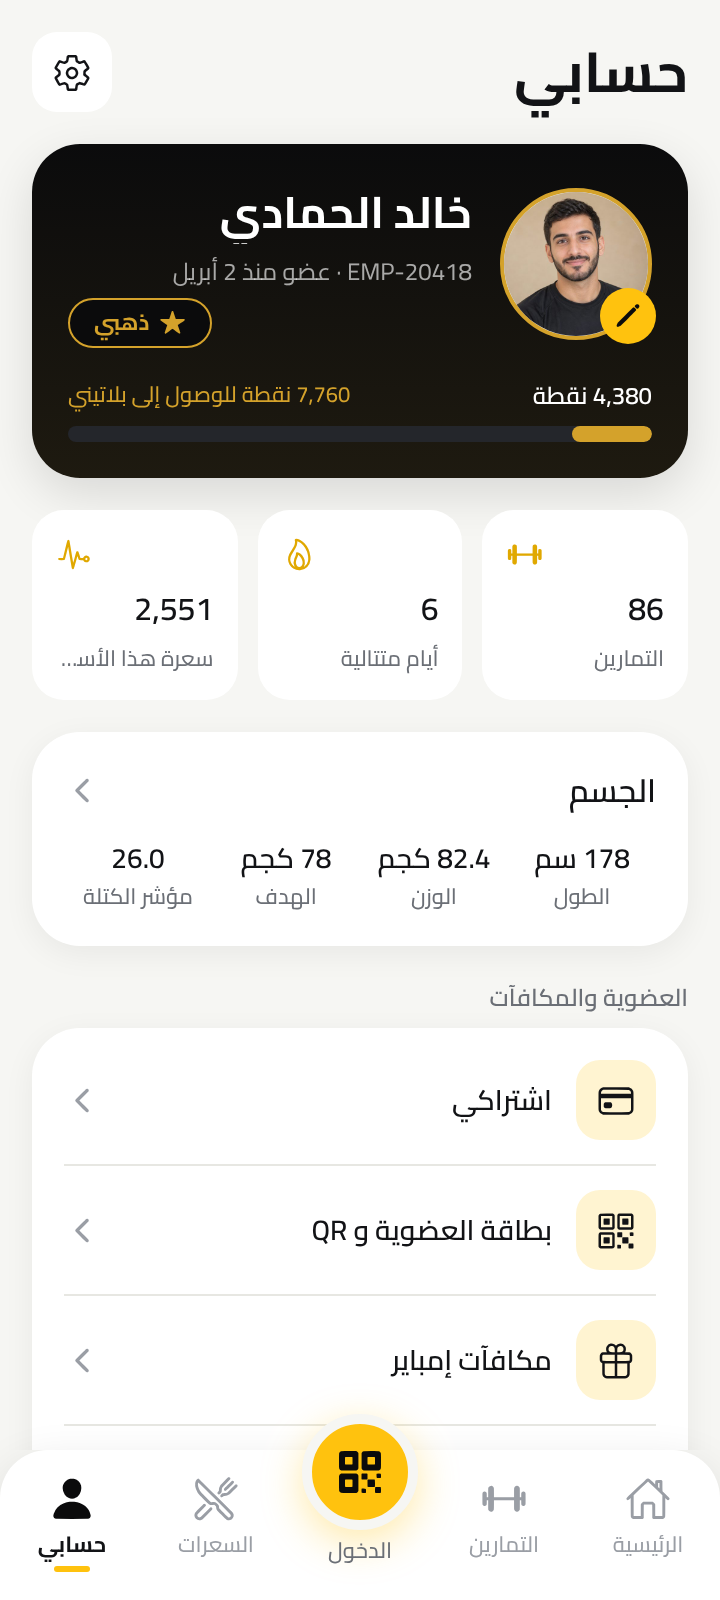 حسابي
خالد الحمادي
EMP-20418 · عضو منذ 2 أبريل
ذهبي
4,380 نقطة
7,760 نقطة للوصول إلى بلاتيني
86
التمارين
6
أيام متتالية
2,551
سعرة هذا الأسـ...
الجسم
178 سم
الطول
82.4 كجم
الوزن
78 كجم
الهدف
26.0
مؤشر الكتلة
العضوية والمكافآت
اشتراكي
بطاقة العضوية و QR
مكافآت إمباير
الرئيسية
التمارين
الدخول
السعرات
حسابي